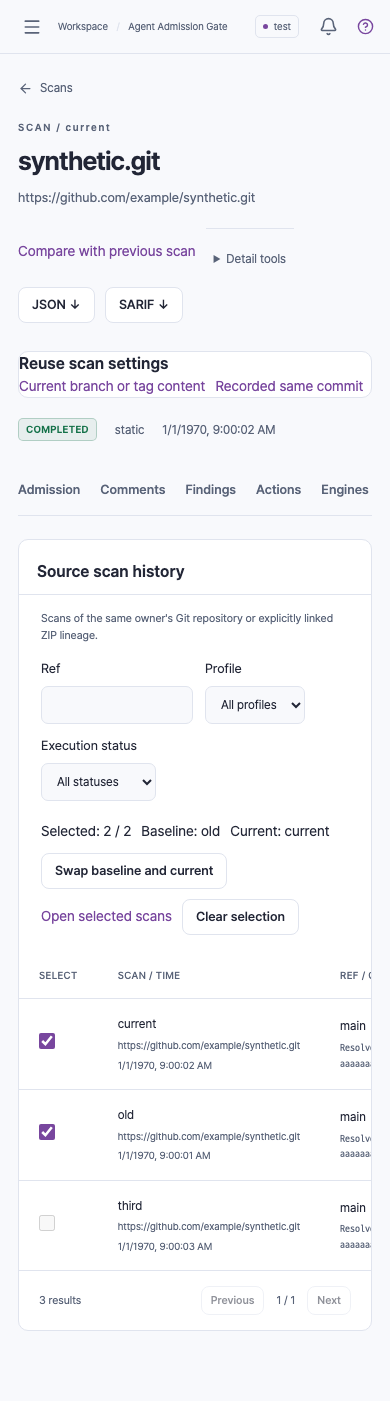 Workspace / Agent Admission Gate
test
← Scans
SCAN / current
synthetic.git
https://github.com/example/synthetic.git
Compare with previous scan
▶ Detail tools
JSON ↓
SARIF ↓
Reuse scan settings
Current branch or tag content Recorded same commit
COMPLETED static 1/1/1970, 9:00:02 AM
Admission Comments Findings Actions Engines
Source scan history
Scans of the same owner's Git repository or explicitly linked
ZIP lineage.
Ref Profile
All profiles
Execution status
All statuses
Selected: 2 / 2 Baseline: old Current: current
Swap baseline and current
Open selected scans Clear selection
SELECT SCAN / TIME REF /
current main
https://github.com/example/synthetic.git
1/1/1970, 9:00:02 AM
old main
https://github.com/example/synthetic.git
1/1/1970, 9:00:01 AM
third main
https://github.com/example/synthetic.git
1/1/1970, 9:00:03 AM
3 results Previous 1 / 1 Next